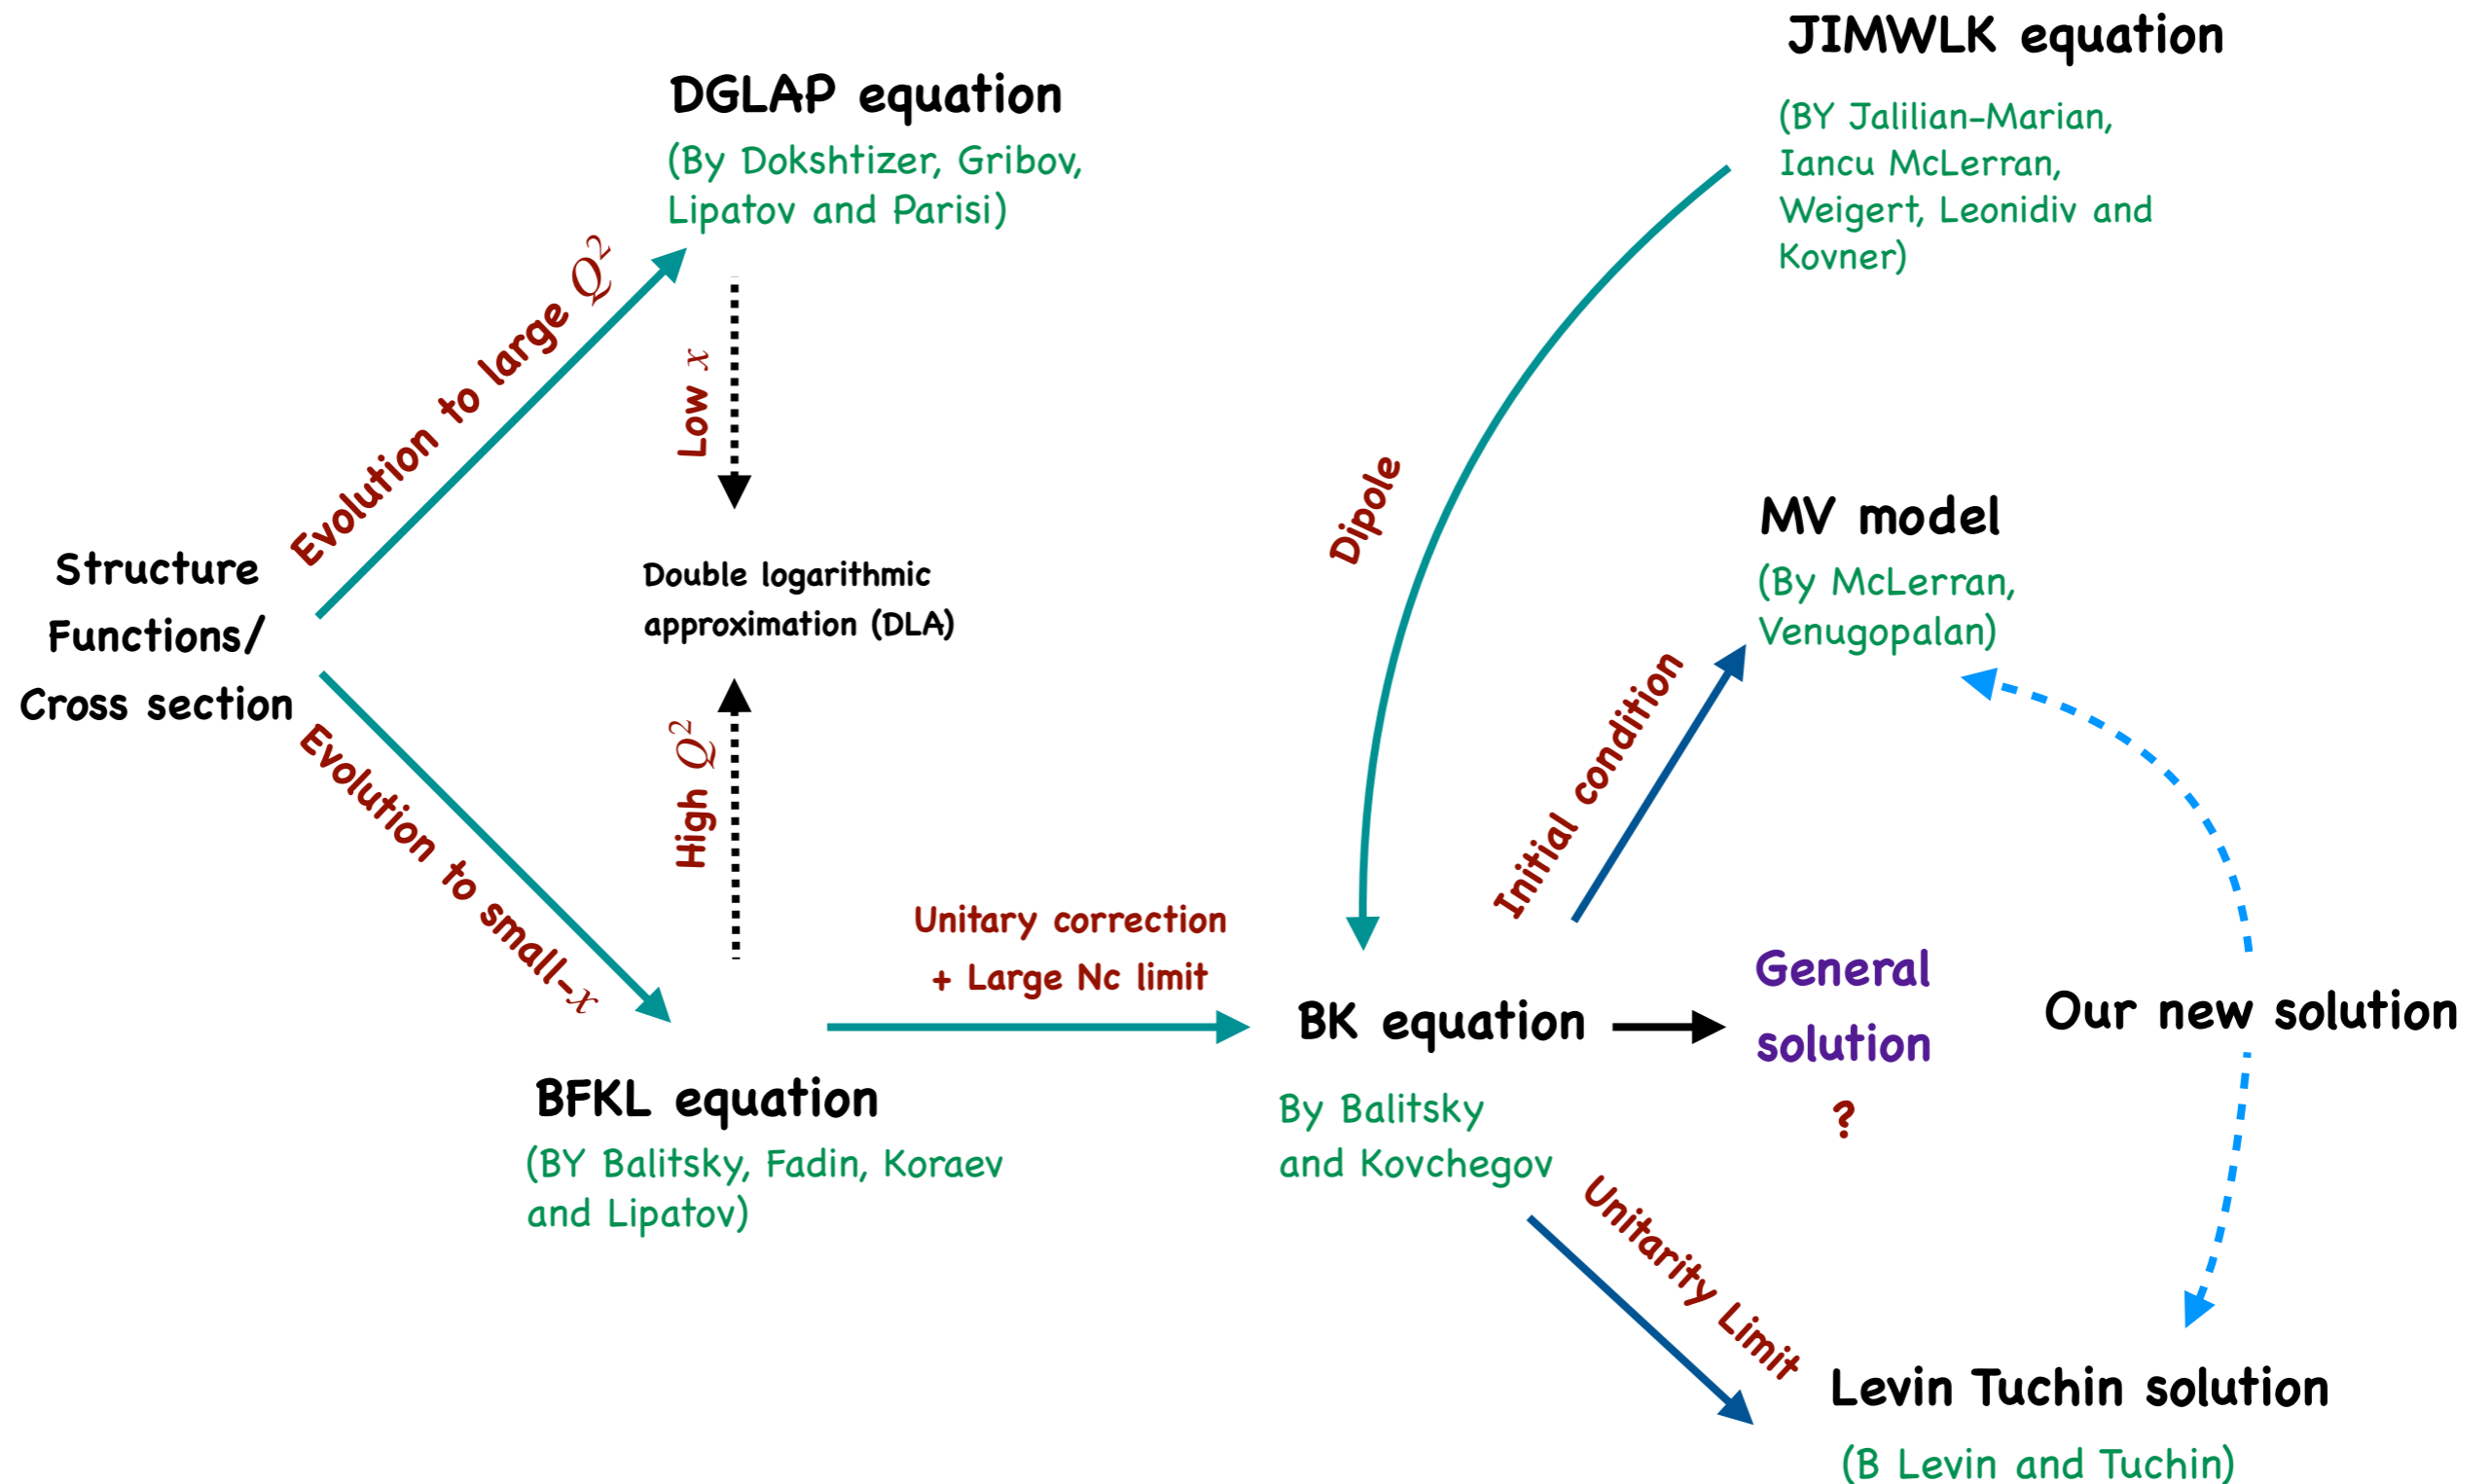 JIMWLK equation
(BY Jalilian-Marian,
Iancu McLerran,
Weigert, Leonidiv and
Kovner)
DGLAP equation
(By Dokshtizer, Gribov,
Lipatov and Parisi)
Evolution to large Q²
Low x
Dipole
Structure
Functions/
Cross section
Double logarithmic
approximation (DLA)
MV model
(By McLerran,
Venugopalan)
Evolution to small-x
High Q²
Initial condition
Unitary correction
+ Large Nc limit
BK equation
By Balitsky
and Kovchegov
General
solution
?
Our new solution
BFKL equation
(BY Balitsky, Fadin, Koraev
and Lipatov)
Unitarity Limit
Levin Tuchin solution
(B Levin and Tuchin)